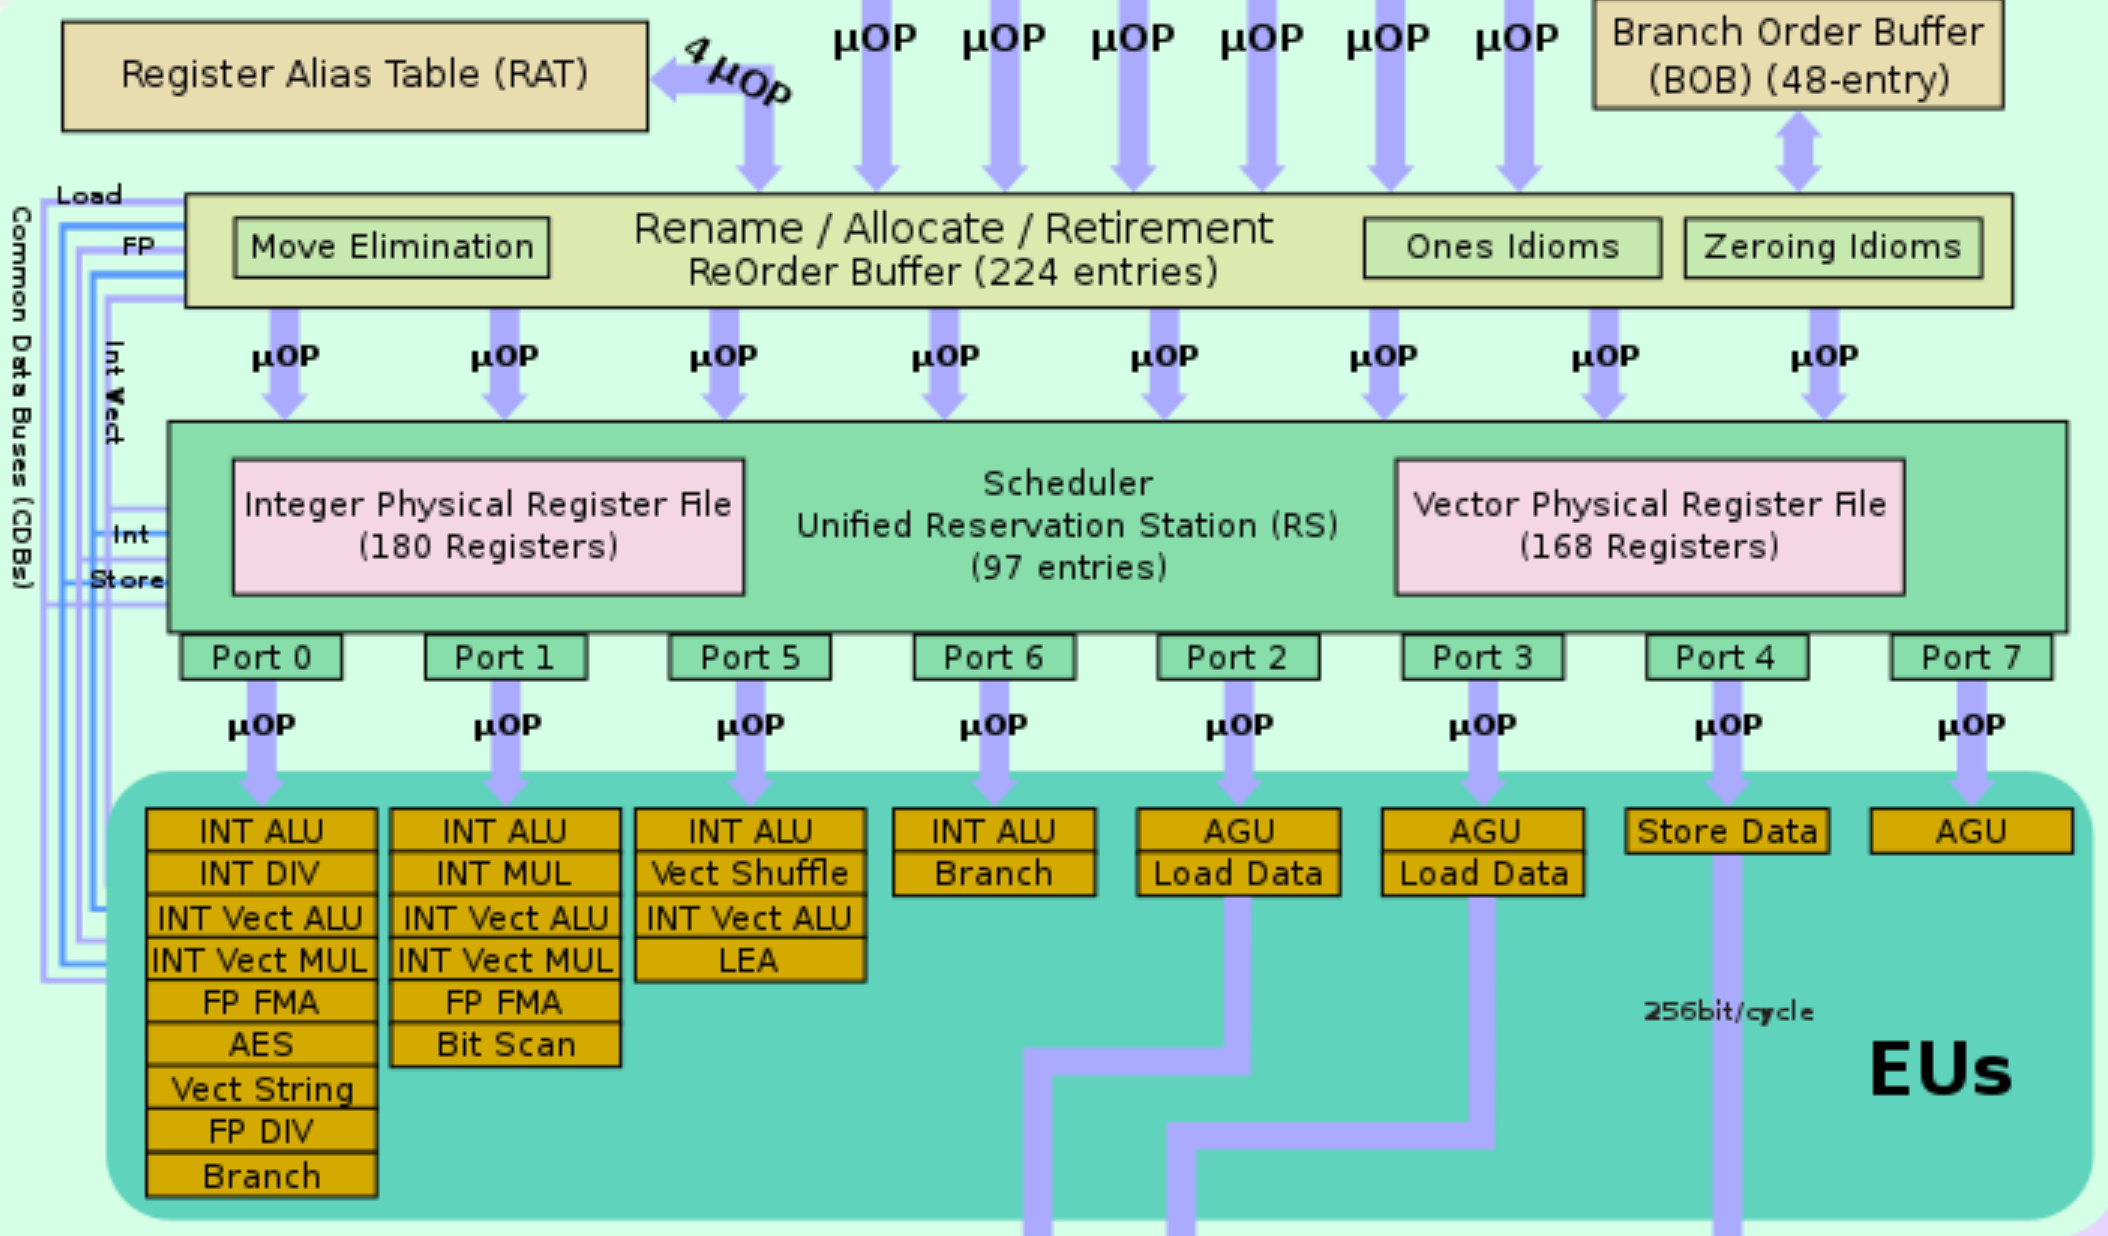 Register Alias Table (RAT)
4 µOP
µOP
µOP
µOP
µOP
µOP
µOP
Branch Order Buffer
(BOB) (48-entry)
Common Data Buses (CDBs)
Load
FP
Int Vect
Int
Store
Move Elimination
Rename / Allocate / Retirement
ReOrder Buffer (224 entries)
Ones Idioms
Zeroing Idioms
µOP
µOP
µOP
µOP
µOP
µOP
µOP
µOP
Integer Physical Register File
(180 Registers)
Scheduler
Unified Reservation Station (RS)
(97 entries)
Vector Physical Register File
(168 Registers)
Port 0
Port 1
Port 5
Port 6
Port 2
Port 3
Port 4
Port 7
µOP
µOP
µOP
µOP
µOP
µOP
µOP
µOP
INT ALU
INT DIV
INT Vect ALU
INT Vect MUL
FP FMA
AES
Vect String
FP DIV
Branch
INT ALU
INT MUL
INT Vect ALU
INT Vect MUL
FP FMA
Bit Scan
INT ALU
Vect Shuffle
INT Vect ALU
LEA
INT ALU
Branch
AGU
Load Data
AGU
Load Data
Store Data
AGU
256bit/cycle
EUs